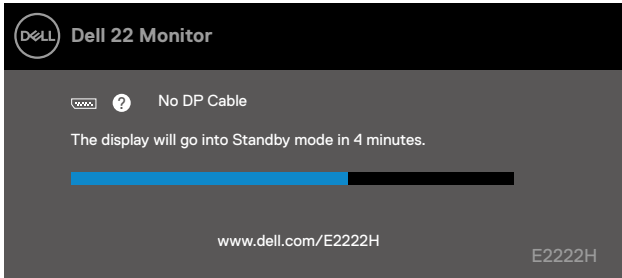 DELL Dell 22 Monitor
? No DP Cable
The display will go into Standby mode in 4 minutes.
www.dell.com/E2222H
E2222H